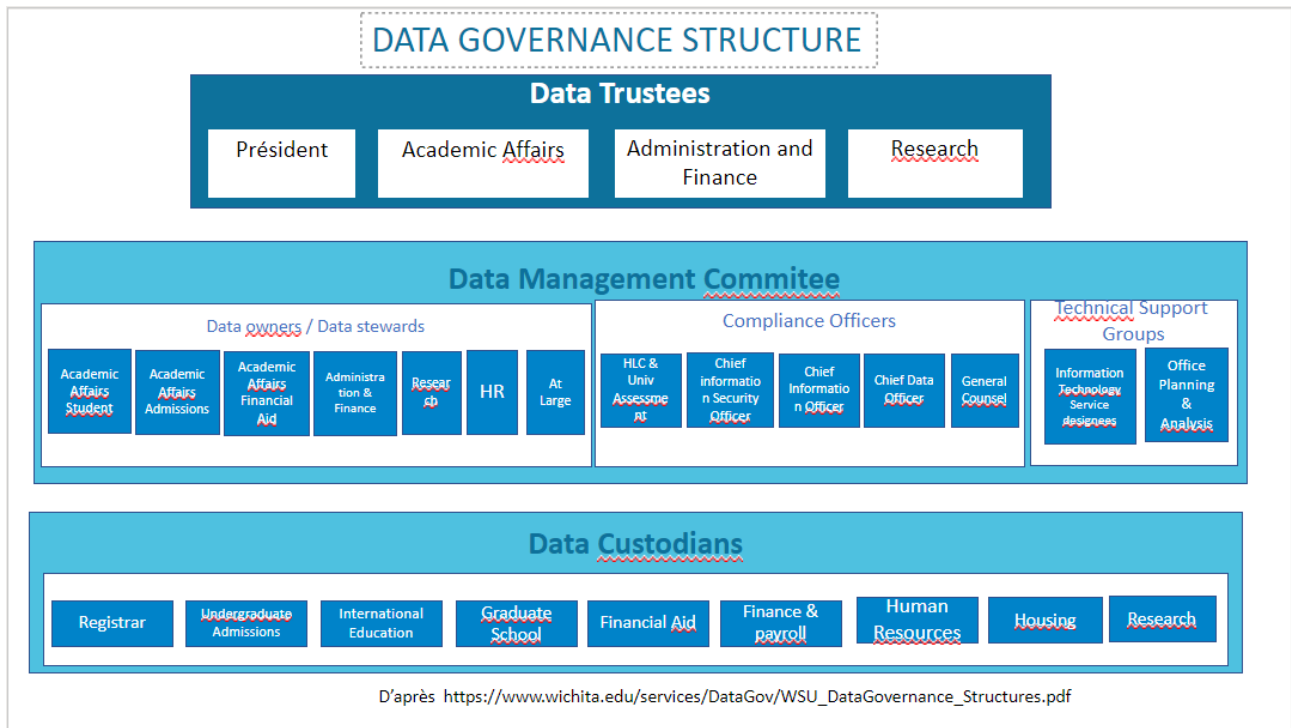 DATA GOVERNANCE STRUCTURE
Data Trustees
Président
Academic Affairs
Administration and
Finance
Research
Data Management Commitee
Data owners / Data stewards
Academic
Affairs
Student
Academic
Affairs
Admissions
Academic
Affairs
Financial
Aid
Administra
tion &
Finance
Resear
ch
HR
At
Large
Compliance Officers
HLC &
Univ
Assessme
nt
Chief
informatio
n Security
Officer
Chief
Informatio
n Officer
Chief Data
Officer
General
Counsel
Technical Support
Groups
Information
Technology
Service
designees
Office
Planning
&
Analysis
Data Custodians
Registrar
Undergraduate
Admissions
International
Education
Graduate
School
Financial Aid
Finance &
payroll
Human
Resources
Housing
Research
D'après https://www.wichita.edu/services/DataGov/WSU_DataGovernance_Structures.pdf